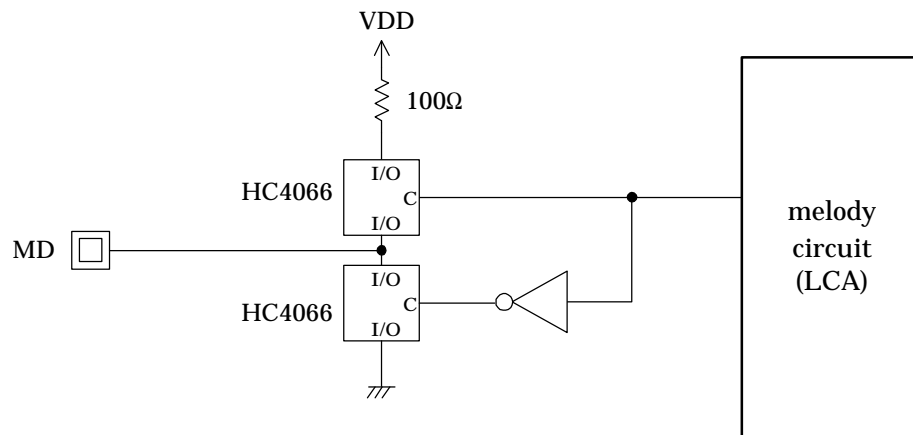 VDD
100Ω
I/O
HC4066
C
I/O
MD
I/O
HC4066
C
I/O
melody
circuit
(LCA)